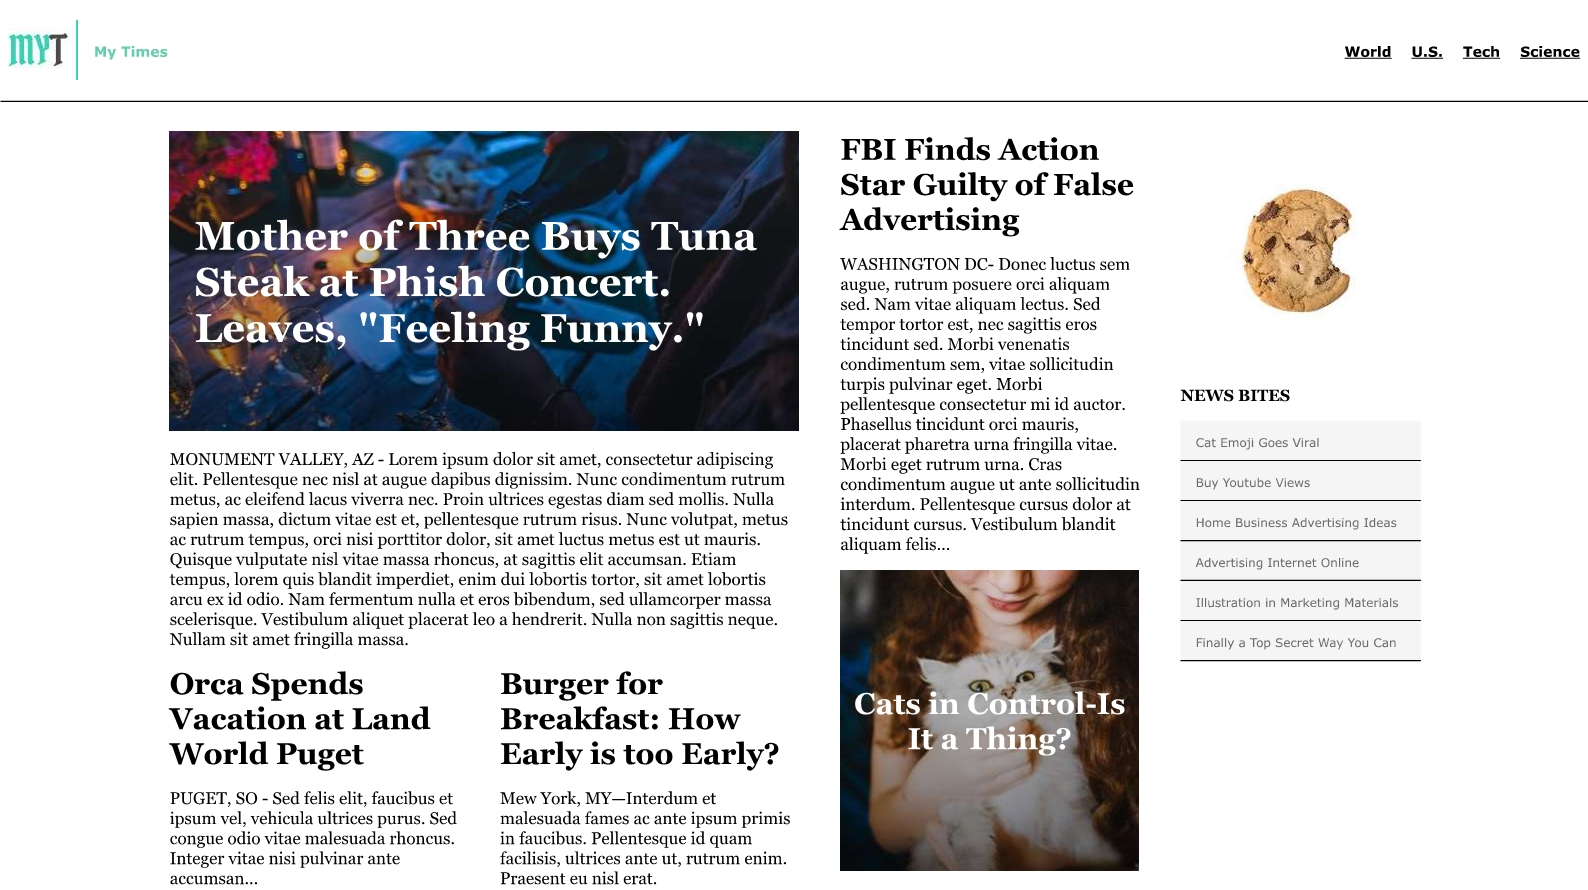 MYT
My Times
World U.S. Tech Science
Mother of Three Buys Tuna
Steak at Phish Concert.
Leaves, "Feeling Funny."
MONUMENT VALLEY, AZ - Lorem ipsum dolor sit amet, consectetur adipiscing
elit. Pellentesque nec nisl at augue dapibus dignissim. Nunc condimentum rutrum
metus, ac eleifend lacus viverra nec. Proin ultrices egestas diam sed mollis. Nulla
sapien massa, dictum vitae est et, pellentesque rutrum risus. Nunc volutpat, metus
ac rutrum tempus, orci nisi porttitor dolor, sit amet luctus metus est ut mauris.
Quisque vulputate nisl vitae massa rhoncus, at sagittis elit accumsan. Etiam
tempus, lorem quis blandit imperdiet, enim dui lobortis tortor, sit amet lobortis
arcu ex id odio. Nam fermentum nulla et eros bibendum, sed ullamcorper massa
scelerisque. Vestibulum aliquet placerat leo a hendrerit. Nulla non sagittis neque.
Nullam sit amet fringilla massa.
Orca Spends
Vacation at Land
World Puget
PUGET, SO - Sed felis elit, faucibus et
ipsum vel, vehicula ultrices purus. Sed
congue odio vitae malesuada rhoncus.
Integer vitae nisi pulvinar ante
accumsan...
Burger for
Breakfast: How
Early is too Early?
Mew York, MY—Interdum et
malesuada fames ac ante ipsum primis
in faucibus. Pellentesque id quam
facilisis, ultrices ante ut, rutrum enim.
Praesent eu nisl erat.
FBI Finds Action
Star Guilty of False
Advertising
WASHINGTON DC- Donec luctus sem
augue, rutrum posuere orci aliquam
sed. Nam vitae aliquam lectus. Sed
tempor tortor est, nec sagittis eros
tincidunt sed. Morbi venenatis
condimentum sem, vitae sollicitudin
turpis pulvinar eget. Morbi
pellentesque consectetur mi id auctor.
Phasellus tincidunt orci mauris,
placerat pharetra urna fringilla vitae.
Morbi eget rutrum urna. Cras
condimentum augue ut ante sollicitudin
interdum. Pellentesque cursus dolor at
tincidunt cursus. Vestibulum blandit
aliquam felis...
Cats in Control-Is
It a Thing?
NEWS BITES
Cat Emoji Goes Viral
Buy Youtube Views
Home Business Advertising Ideas
Advertising Internet Online
Illustration in Marketing Materials
Finally a Top Secret Way You Can